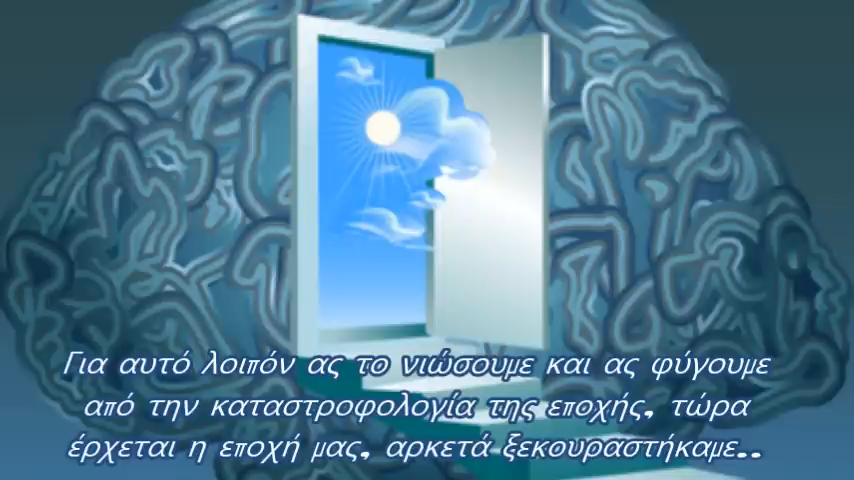 Για αυτό λοιπόν ας το νιώσουμε και ας φύγουμε
από την καταστροφολογία της εποχής, τώρα
έρχεται η εποχή μας, αρκετά ξεκουραστήκαμε..